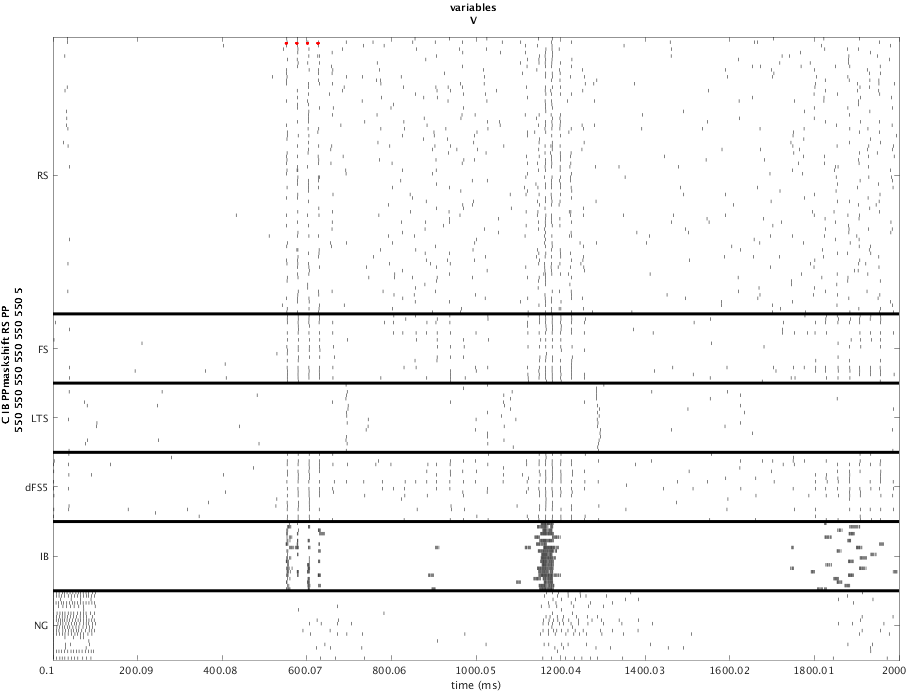 variables
V
RS
FS
LTS
dFS5
IB
NG
C IB PPmaskshift RS PP
550 550 550 550 550 550 5
0.1 200.09 400.08 600.07 800.06 1000.05 1200.04 1400.03 1600.02 1800.01 2000
time (ms)